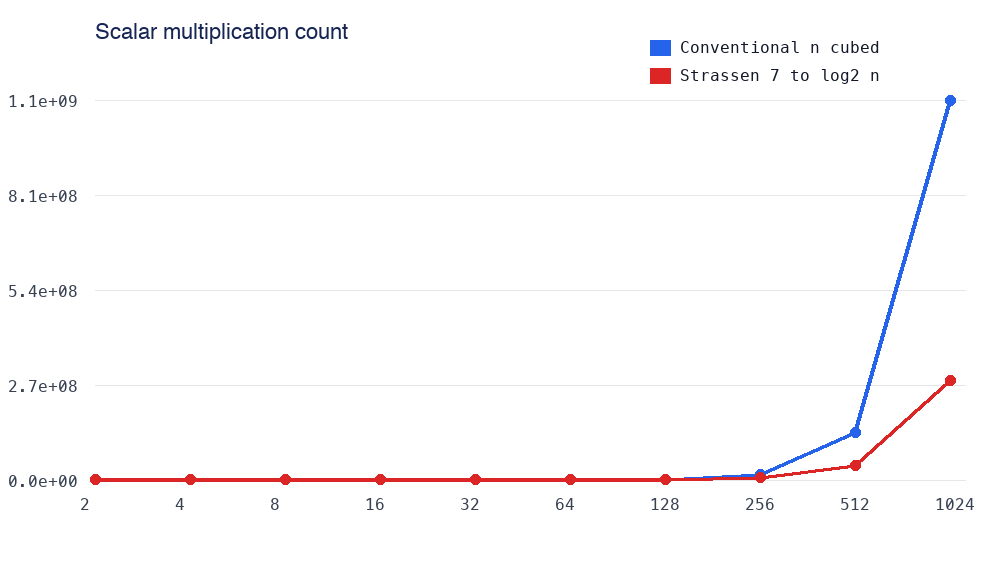 Scalar multiplication count
Conventional n cubed
Strassen 7 to log2 n
1.1e+09
8.1e+08
5.4e+08
2.7e+08
0.0e+00
2 4 8 16 32 64 128 256 512 1024